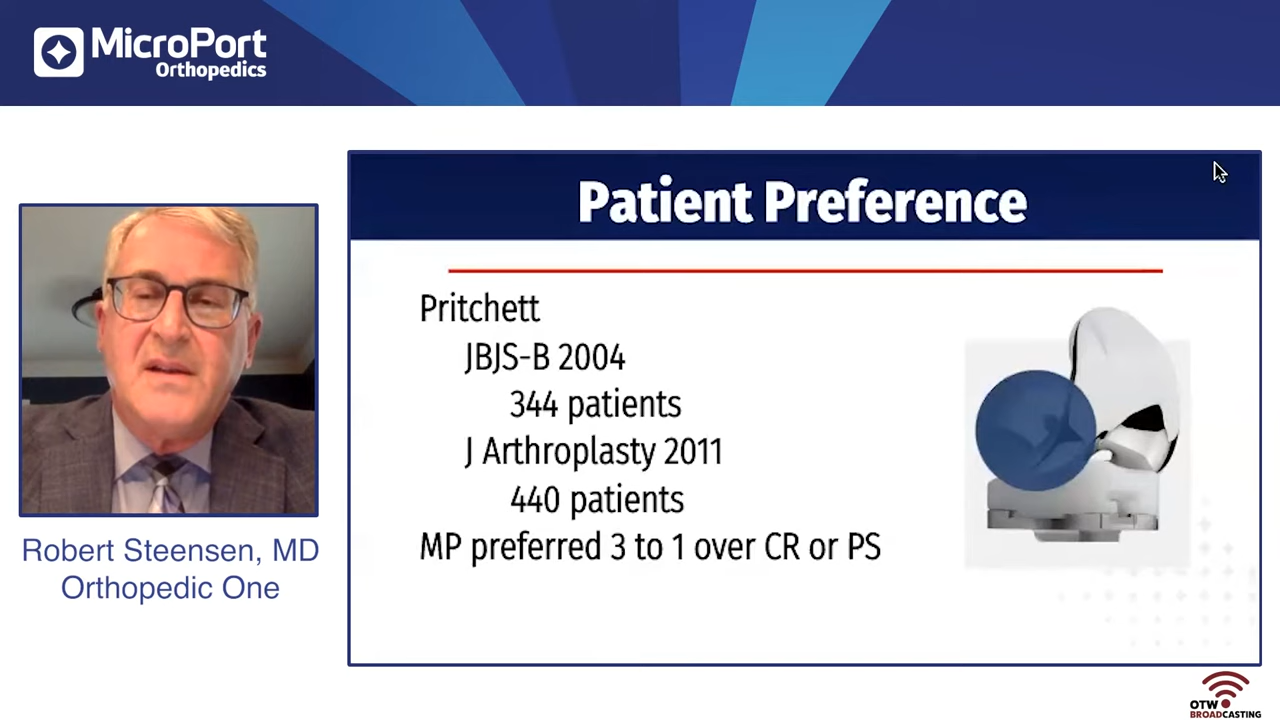 MicroPort
Orthopedics
Patient Preference
Pritchett
JBJS-B 2004
344 patients
J Arthroplasty 2011
440 patients
MP preferred 3 to 1 over CR or PS
Robert Steensen, MD
Orthopedic One
OTW
BROADCASTING